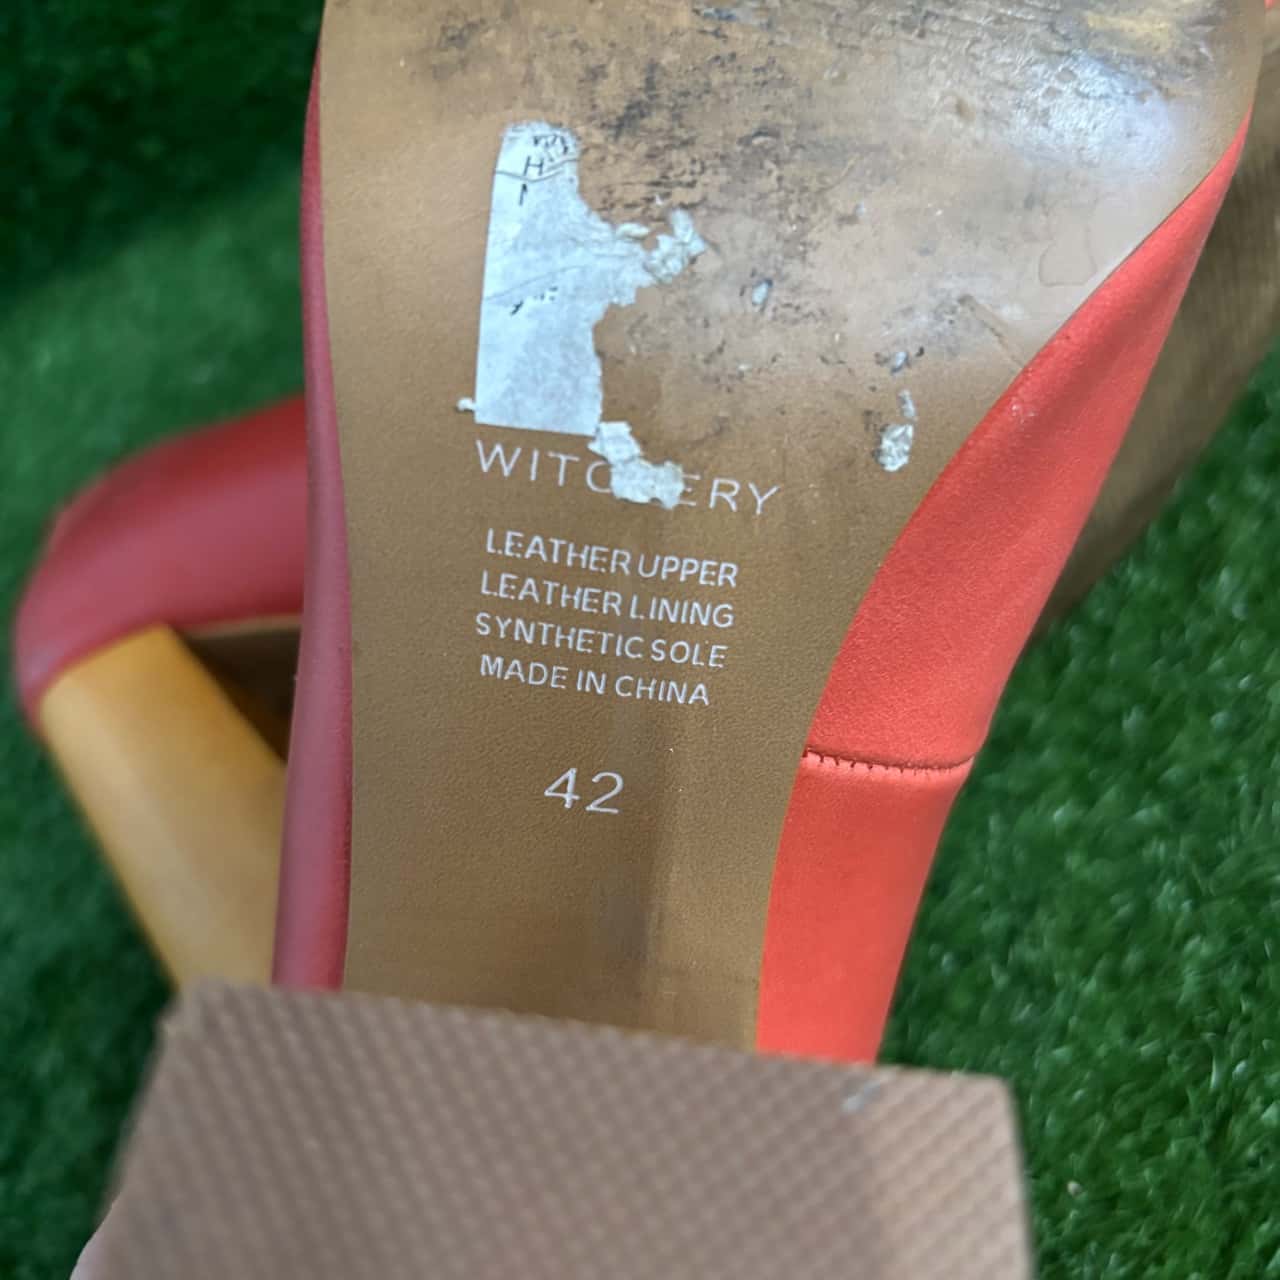 WITCHERY
LEATHER UPPER
LEATHER LINING
SYNTHETIC SOLE
MADE IN CHINA
42